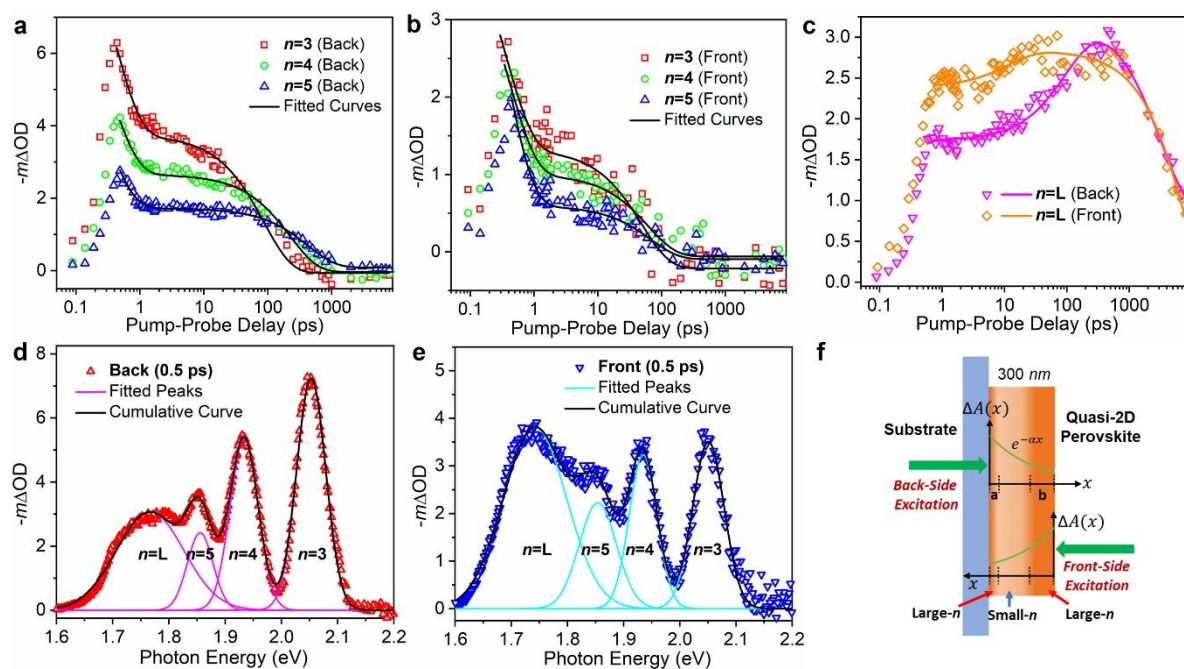 a
6
4
2
0
-mΔOD
n=3 (Back)
n=4 (Back)
n=5 (Back)
Fitted Curves
0.1 1 10 100 1000
Pump-Probe Delay (ps)
b
3
2
1
0
-mΔOD
n=3 (Front)
n=4 (Front)
n=5 (Front)
Fitted Curves
0.1 1 10 100 1000
Pump-Probe Delay (ps)
c
3.0
2.5
2.0
1.5
1.0
0.5
0.0
-mΔOD
n=L (Back)
n=L (Front)
0.1 1 10 100 1000
Pump-Probe Delay (ps)
d
8
6
4
2
0
-mΔOD
Back (0.5 ps)
Fitted Peaks
Cumulative Curve
n=L n=5 n=4 n=3
1.6 1.7 1.8 1.9 2.0 2.1 2.2
Photon Energy (eV)
e
5
4
3
2
1
0
-mΔOD
Front (0.5 ps)
Fitted Peaks
Cumulative Curve
n=L n=5 n=4 n=3
1.6 1.7 1.8 1.9 2.0 2.1 2.2
Photon Energy (eV)
f
300 nm
Substrate
ΔA(x)
Quasi-2D
Perovskite
e^{-αx}
Back-Side
Excitation
a b x
ΔA(x)
Front-Side
Excitation
x
Large-n Small-n Large-n